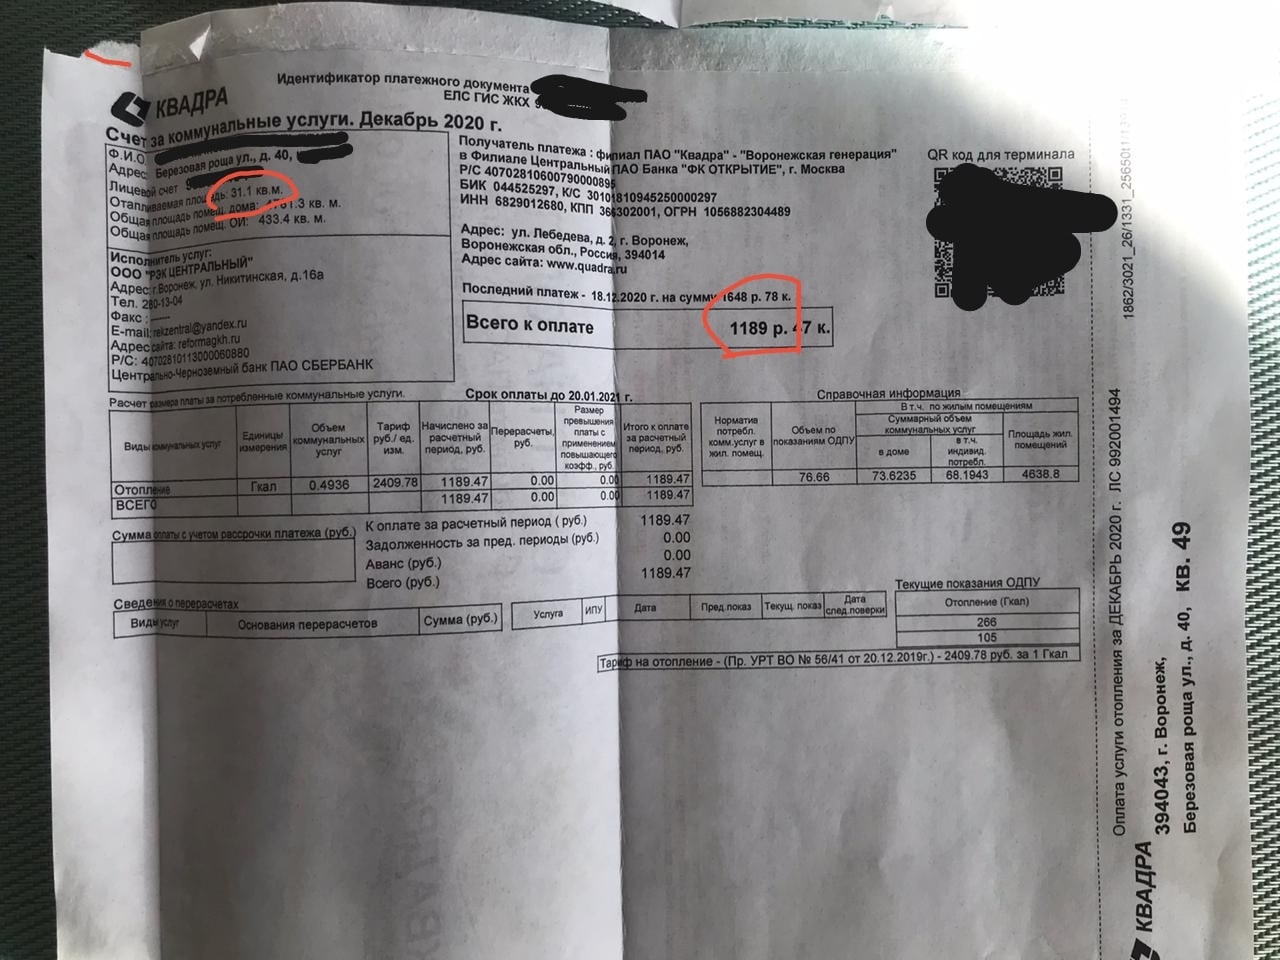 Идентификатор платежного документа
ЕЛС ГИС ЖКХ 9
КВАДРА
Счет за коммунальные услуги. Декабрь 2020 г.
Ф.И.О.
Адрес: Березовая роща ул., д. 40,
Лицевой счет 9
Отапливаемая площадь: 31.1 кв.м.
Общая площадь помещ. дома: .3 кв. м.
Общая площадь помещ. ОИ: 433.4 кв. м.
Исполнитель услуг:
ООО "РЭК ЦЕНТРАЛЬНЫЙ"
Адрес: г.Воронеж, ул. Никитинская, д.16а
Тел. 280-13-04
Факс : ------
E-mail: rekzentral@yandex.ru
Адрес сайта: reformagkh.ru
Р/С: 40702810113000060880
Центрально-Черноземный банк ПАО СБЕРБАНК
Получатель платежа : филиал ПАО "Квадра" - "Воронежская генерация"
в Филиале Центральный ПАО Банка "ФК ОТКРЫТИЕ", г. Москва
Р/С 40702810600790000895
БИК 044525297, К/С 30101810945250000297
ИНН 6829012680, КПП 366302001, ОГРН 1056882304489
Адрес: ул. Лебедева, д. 2, г. Воронеж,
Воронежская обл., Россия, 394014
Адрес сайта: www.quadra.ru
Последний платеж - 18.12.2020 г. на сумму 1648 р. 78 к.
Всего к оплате 1189 р. 47 к.
QR код для терминала
Расчет размера платы за потребленные коммунальные услуги. Срок оплаты до 20.01.2021 г.
Виды коммунальных услуг
Единицы измерения
Объем коммунальных услуг
Тариф руб./ ед. изм.
Начислено за расчетный период, руб.
Перерасчеты, руб.
Размер превышения платы с применением повышающего коэфф., руб.
Итого к оплате за расчетный период, руб.
Отопление Гкал 0.4936 2409.78 1189.47 0.00 0.00 1189.47
ВСЕГО 1189.47 0.00 0.00 1189.47
Справочная информация
Норматив потребл. комм.услуг в жил. помещ.
Объем по показаниям ОДПУ
В т.ч. по жилым помещениям
Суммарный объем коммунальных услуг
в доме
в т.ч. индивид. потребл.
Площадь жил. помещений
76.66 73.6235 68.1943 4638.8
Сумма оплаты с учетом рассрочки платежа (руб.)
К оплате за расчетный период ( руб.) 1189.47
Задолженность за пред. периоды (руб.) 0.00
Аванс (руб.) 0.00
Всего (руб.) 1189.47
Сведения о перерасчетах
Виды услуг Основания перерасчетов Сумма (руб.)
Услуга ИПУ Дата Пред.показ Текущ. показ Дата след.поверки
Текущие показания ОДПУ
Отопление (Гкал)
266
105
Тариф на отопление - (Пр. УРТ ВО № 56/41 от 20.12.2019г.) - 2409.78 руб. за 1 Гкал
Оплата услуги отопления за ДЕКАБРЬ 2020 г. ЛС 992001494
394043, г. Воронеж,
Березовая роща ул., д. 40, кв. 49
КВАДРА